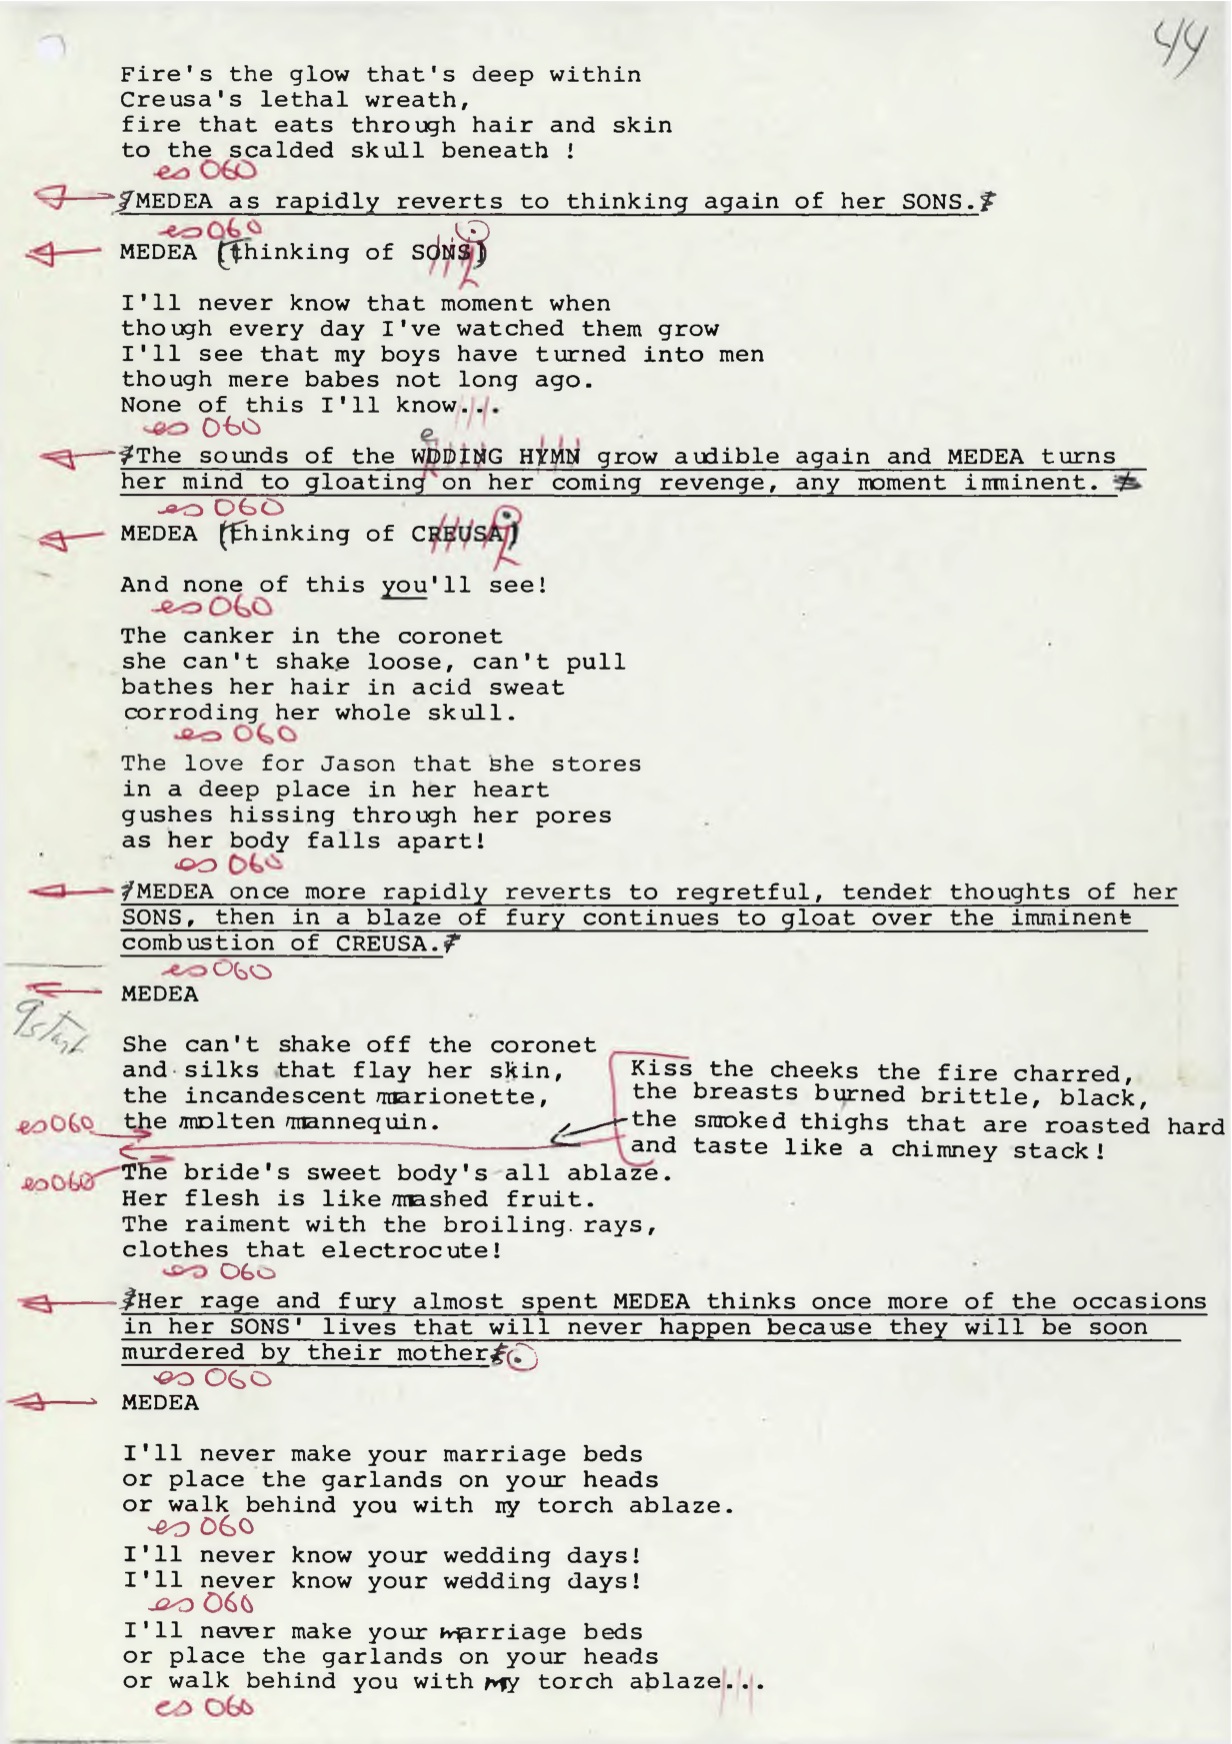 44
Fire's the glow that's deep within
Creusa's lethal wreath,
fire that eats through hair and skin
to the scalded skull beneath !
es 060
MEDEA as rapidly reverts to thinking again of her SONS.
es 060
MEDEA (thinking of SONS)
I'll never know that moment when
though every day I've watched them grow
I'll see that my boys have turned into men
though mere babes not long ago.
None of this I'll know...
es 060
e
The sounds of the WDDING HYMN grow audible again and MEDEA turns
her mind to gloating on her coming revenge, any moment imminent.
es 060
MEDEA (thinking of CREUSA)
And none of this you'll see!
es 060
The canker in the coronet
she can't shake loose, can't pull
bathes her hair in acid sweat
corroding her whole skull.
es 060
The love for Jason that she stores
in a deep place in her heart
gushes hissing through her pores
as her body falls apart!
es 060
MEDEA once more rapidly reverts to regretful, tender thoughts of her
SONS, then in a blaze of fury continues to gloat over the imminent
combustion of CREUSA.
es 060
MEDEA
She can't shake off the coronet
and silks that flay her skin,
the incandescent marionette,
es 060 the molten mannequin.
Kiss the cheeks the fire charred,
the breasts burned brittle, black,
the smoked thighs that are roasted hard
and taste like a chimney stack!
es 060 The bride's sweet body's all ablaze.
Her flesh is like mashed fruit.
The raiment with the broiling rays,
clothes that electrocute!
es 060
Her rage and fury almost spent MEDEA thinks once more of the occasions
in her SONS' lives that will never happen because they will be soon
murdered by their mother.
es 060
MEDEA
I'll never make your marriage beds
or place the garlands on your heads
or walk behind you with my torch ablaze.
es 060
I'll never know your wedding days!
I'll never know your wedding days!
es 060
I'll never make your marriage beds
or place the garlands on your heads
or walk behind you with my torch ablaze...
es 060